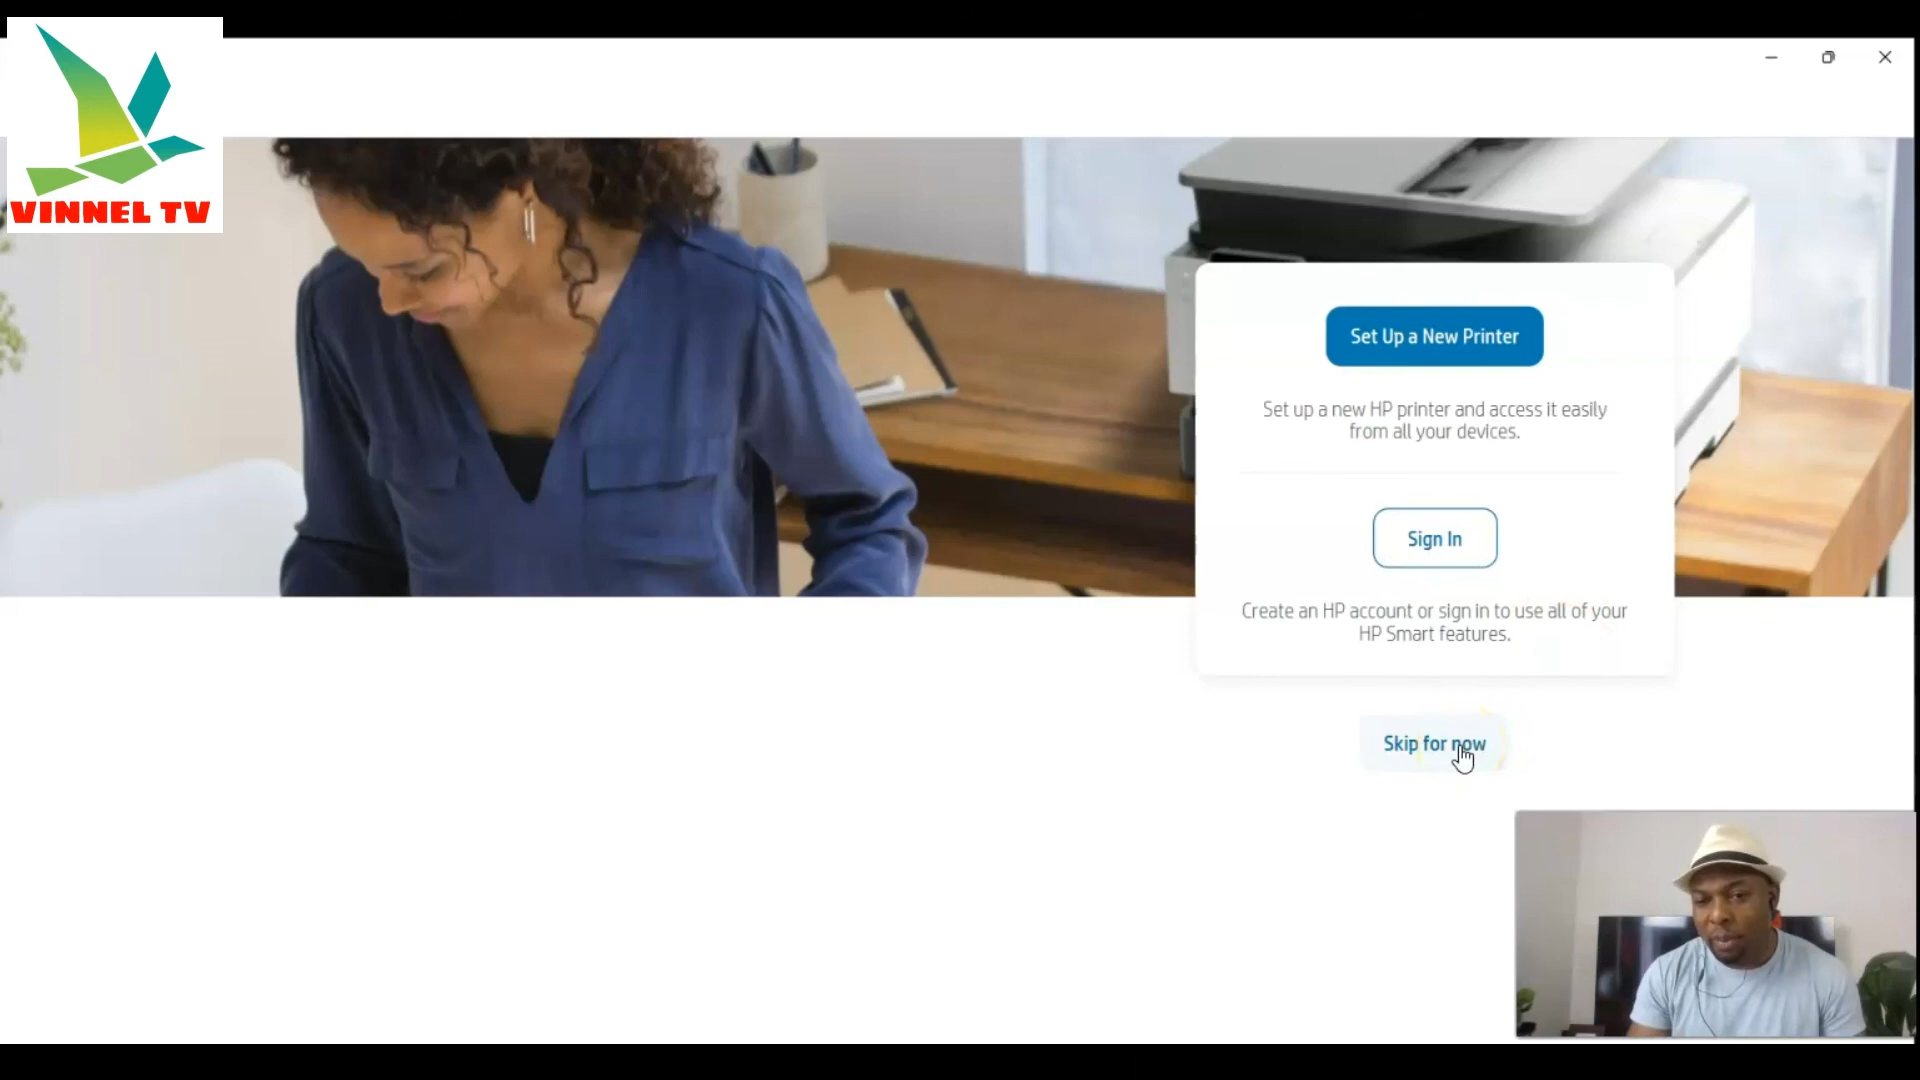 VINNEL TV
Set Up a New Printer
Set up a new HP printer and access it easily
from all your devices.
Sign In
Create an HP account or sign in to use all of your
HP Smart features.
Skip for now